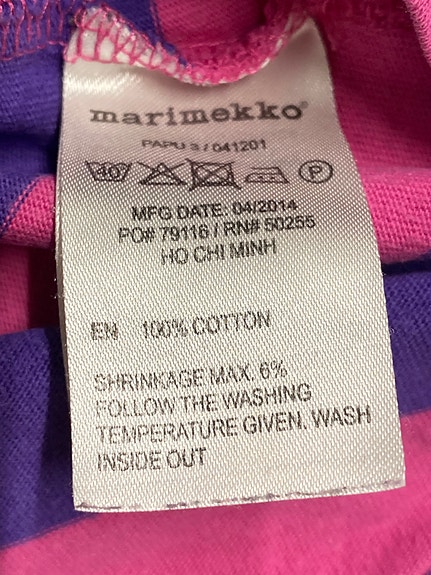 marimekko®
PAPU 3 / 041201
40 P
MFG DATE: 04/2014
PO# 79116 / RN# 50255
HO CHI MINH
EN 100% COTTON
SHRINKAGE MAX. 6%
FOLLOW THE WASHING
TEMPERATURE GIVEN. WASH
INSIDE OUT